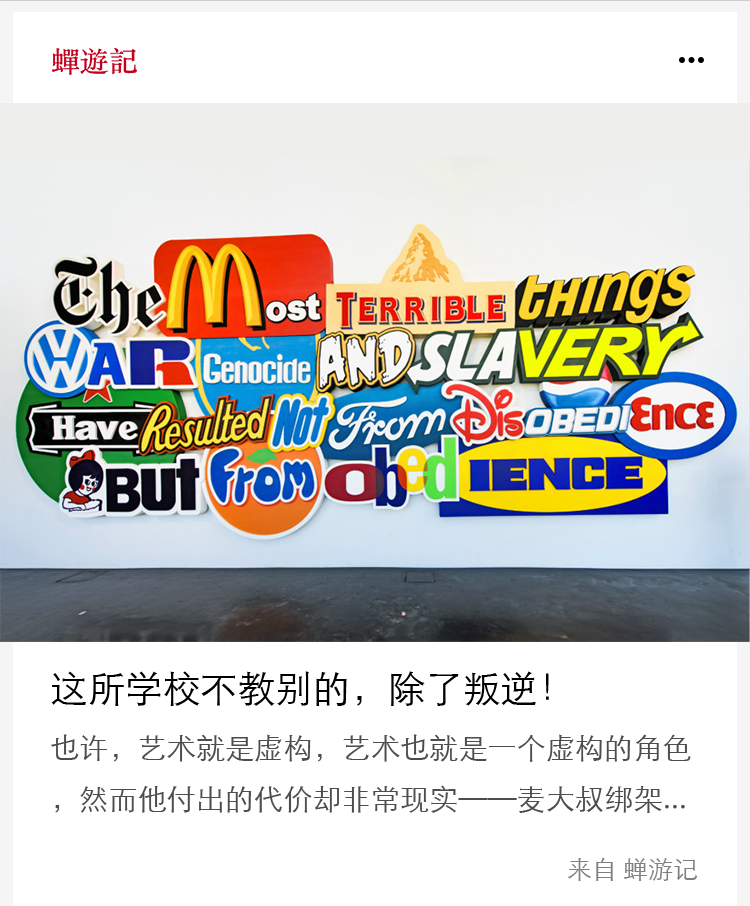 蟬遊記
The Most TERRIBLE tHings
WAR Genocide AND SLAVERY
Have Resulted Not From DisOBEDIEnce
BUt From obed IENCE
这所学校不教别的，除了叛逆！
也许，艺术就是虚构，艺术也就是一个虚构的角色
，然而他付出的代价却非常现实——麦大叔绑架...
来自 蝉游记